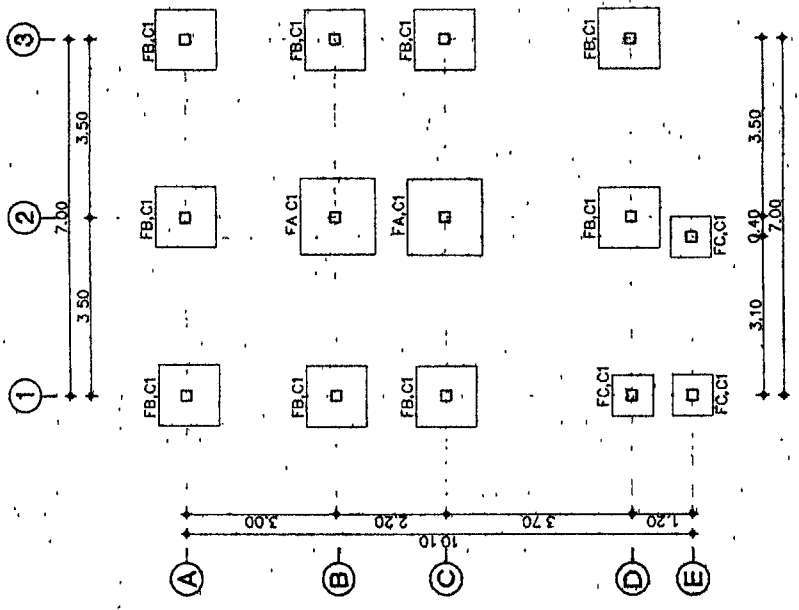 1
2
3
7.00
3.50
3.50
A
FB,C1
FB,C1
FB,C1
3.00
B
FB,C1
FA,C1
FB,C1
2.20
C
FB,C1
FA,C1
FB,C1
3.70
10.10
D
FC,C1
FB,C1
FB,C1
1.20
E
FC,C1
FC,C1
3.10
0.40
3.50
7.00